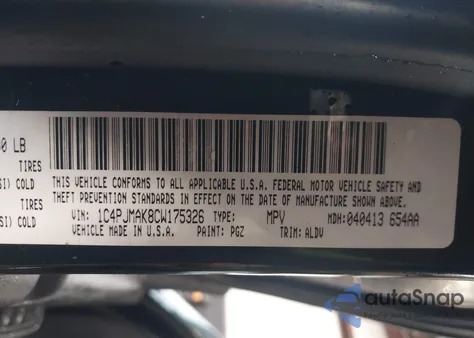 0 LB
TIRES
SI) COLD
TIRES
SI) COLD
THIS VEHICLE CONFORMS TO ALL APPLICABLE U.S.A. FEDERAL MOTOR VEHICLE SAFETY AND
THEFT PREVENTION STANDARDS IN EFFECT ON THE DATE OF MANUFACTURE SHOWN ABOVE.
VIN: 1C4PJMAK8CW175326 TYPE: MPV MDH: 040413 654AA
VEHICLE MADE IN U.S.A. PAINT: PGZ TRIM: ALDV
autaSnap